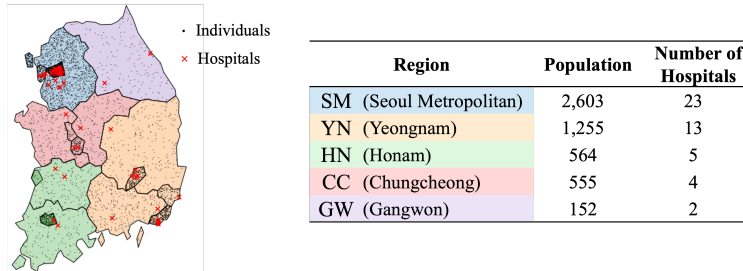 · Individuals
× Hospitals
Region Population Number of Hospitals
SM (Seoul Metropolitan) 2,603 23
YN (Yeongnam) 1,255 13
HN (Honam) 564 5
CC (Chungcheong) 555 4
GW (Gangwon) 152 2